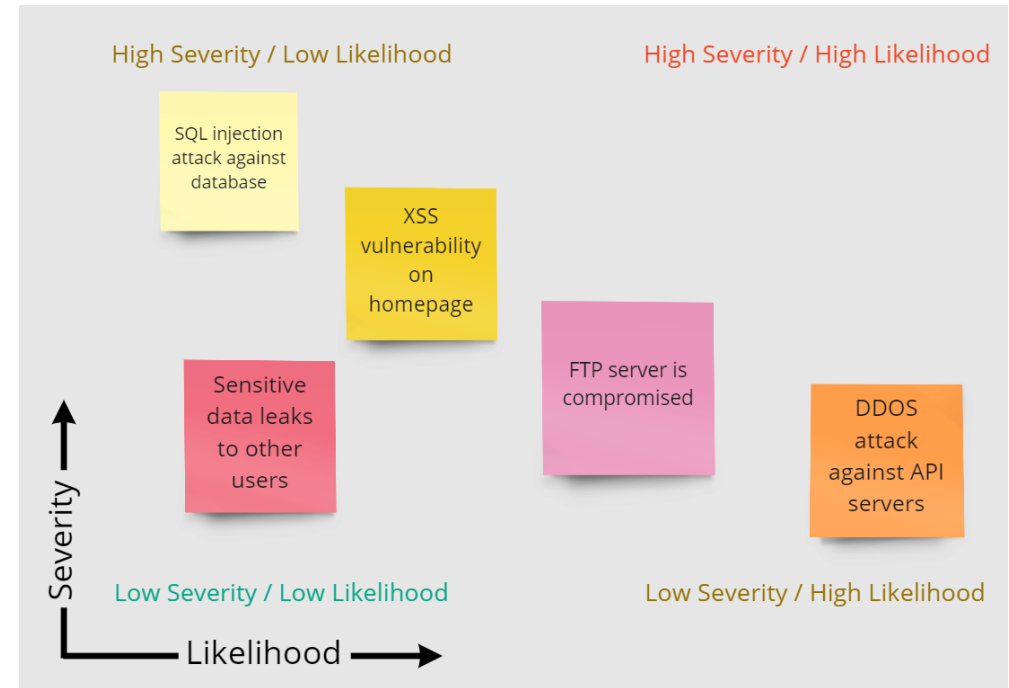 High Severity / Low Likelihood
High Severity / High Likelihood
SQL injection
attack against
database
XSS
vulnerability
on
homepage
FTP server is
compromised
Sensitive
data leaks
to other
users
DDOS
attack
against API
servers
Severity
Low Severity / Low Likelihood
Low Severity / High Likelihood
Likelihood